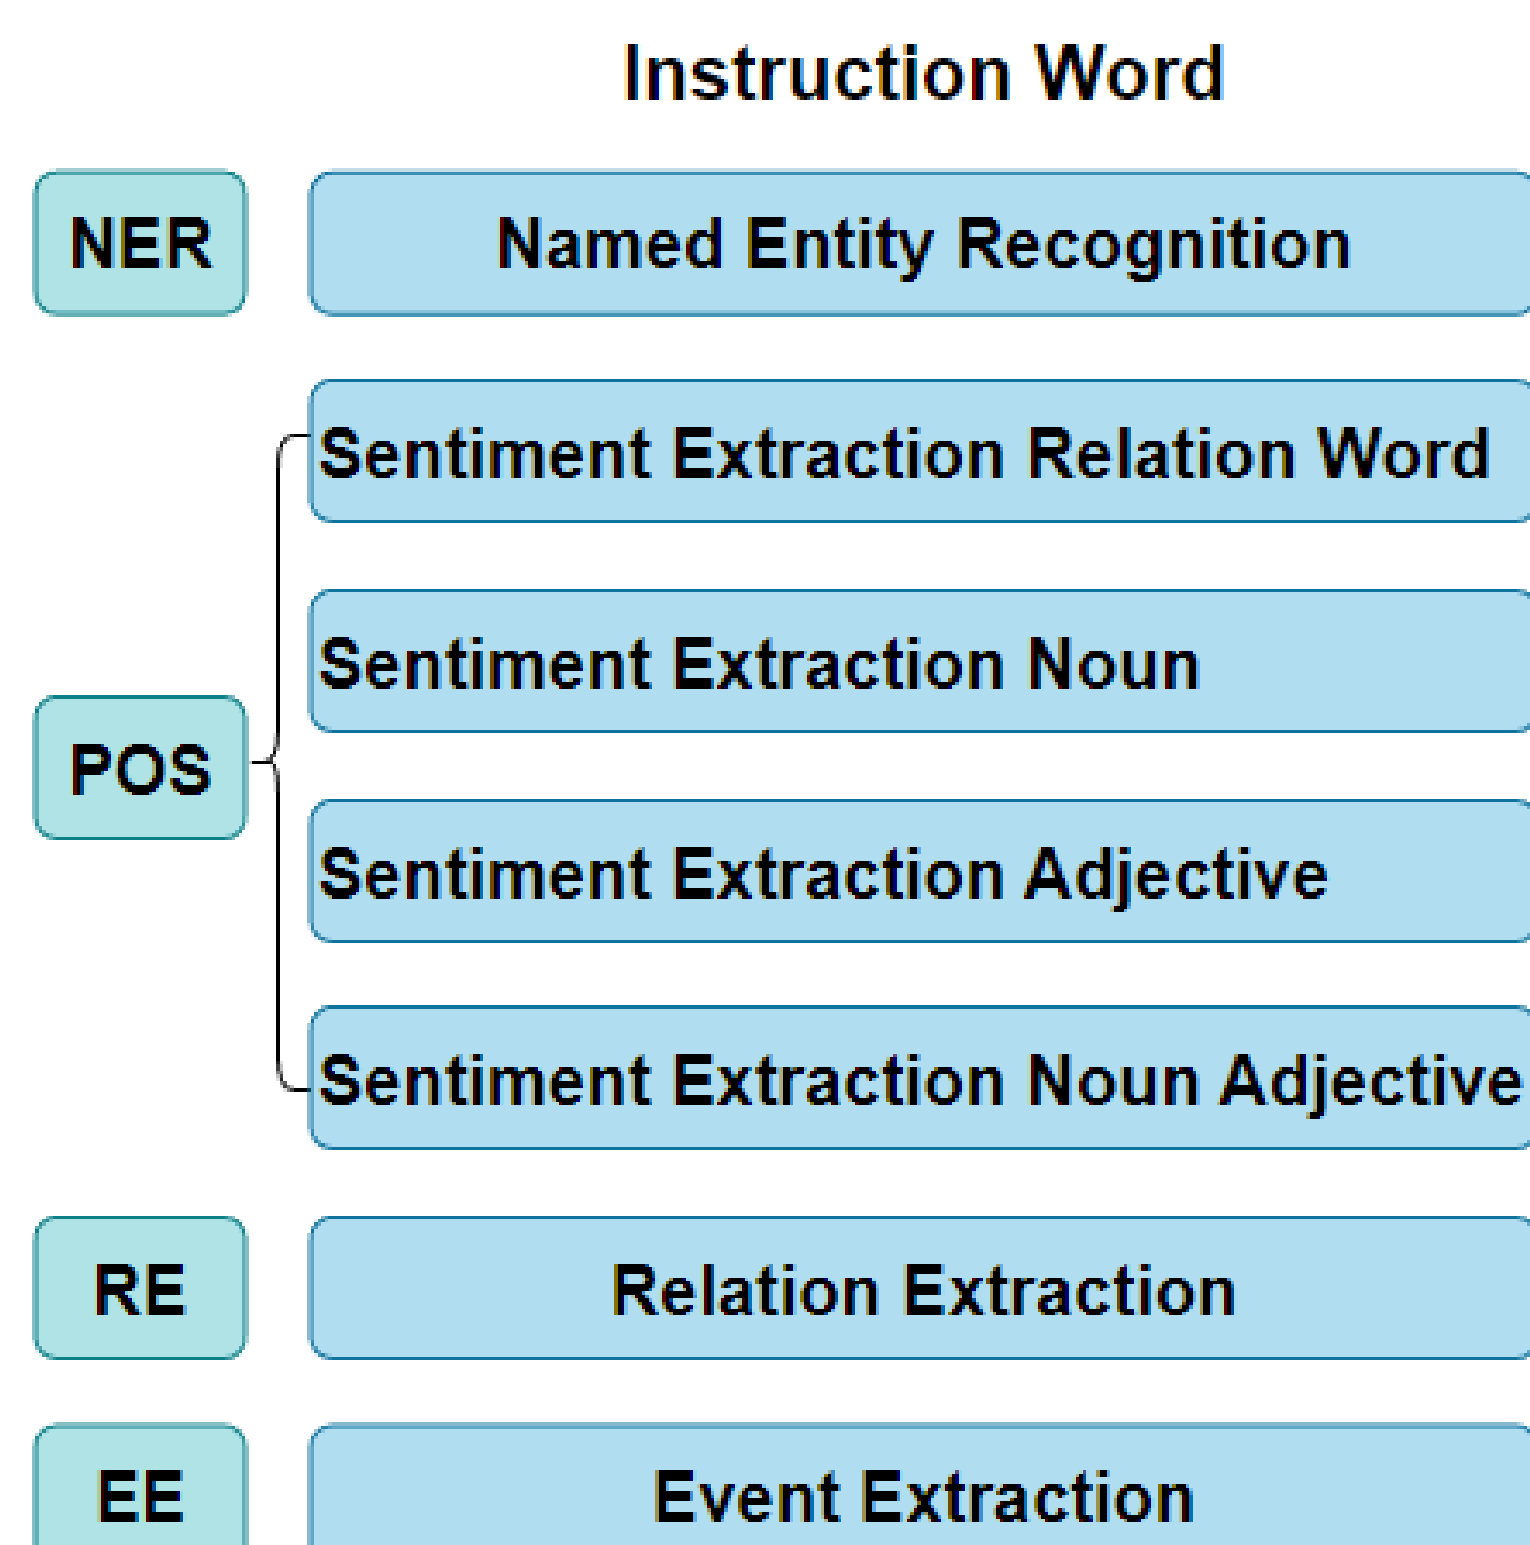 Instruction Word
NER
Named Entity Recognition
Sentiment Extraction Relation Word
Sentiment Extraction Noun
POS
Sentiment Extraction Adjective
Sentiment Extraction Noun Adjective
RE
Relation Extraction
EE
Event Extraction